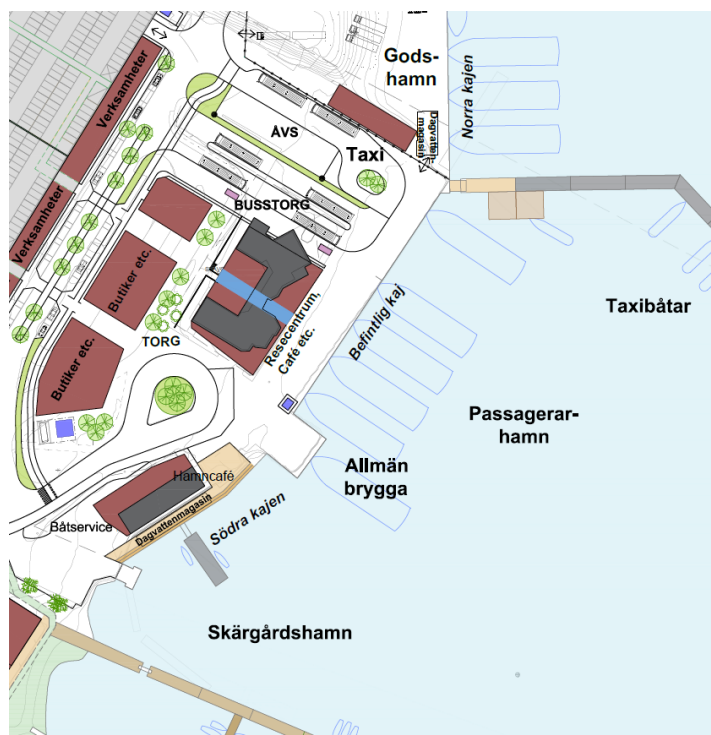 Gods-
hamn
Verksamheter
Norra kajen
Dagvatten
magasin
AVS
Taxi
BUSSTORG
Verksamheter
Butiker etc.
Taxibåtar
Resecentrum,
Café etc.
Befintlig kaj
TORG
Butiker etc.
Passagerar-
hamn
Allmän
brygga
Hamncafé
Södra kajen
Dagvattenmagasin
Båtservice
Skärgårdshamn